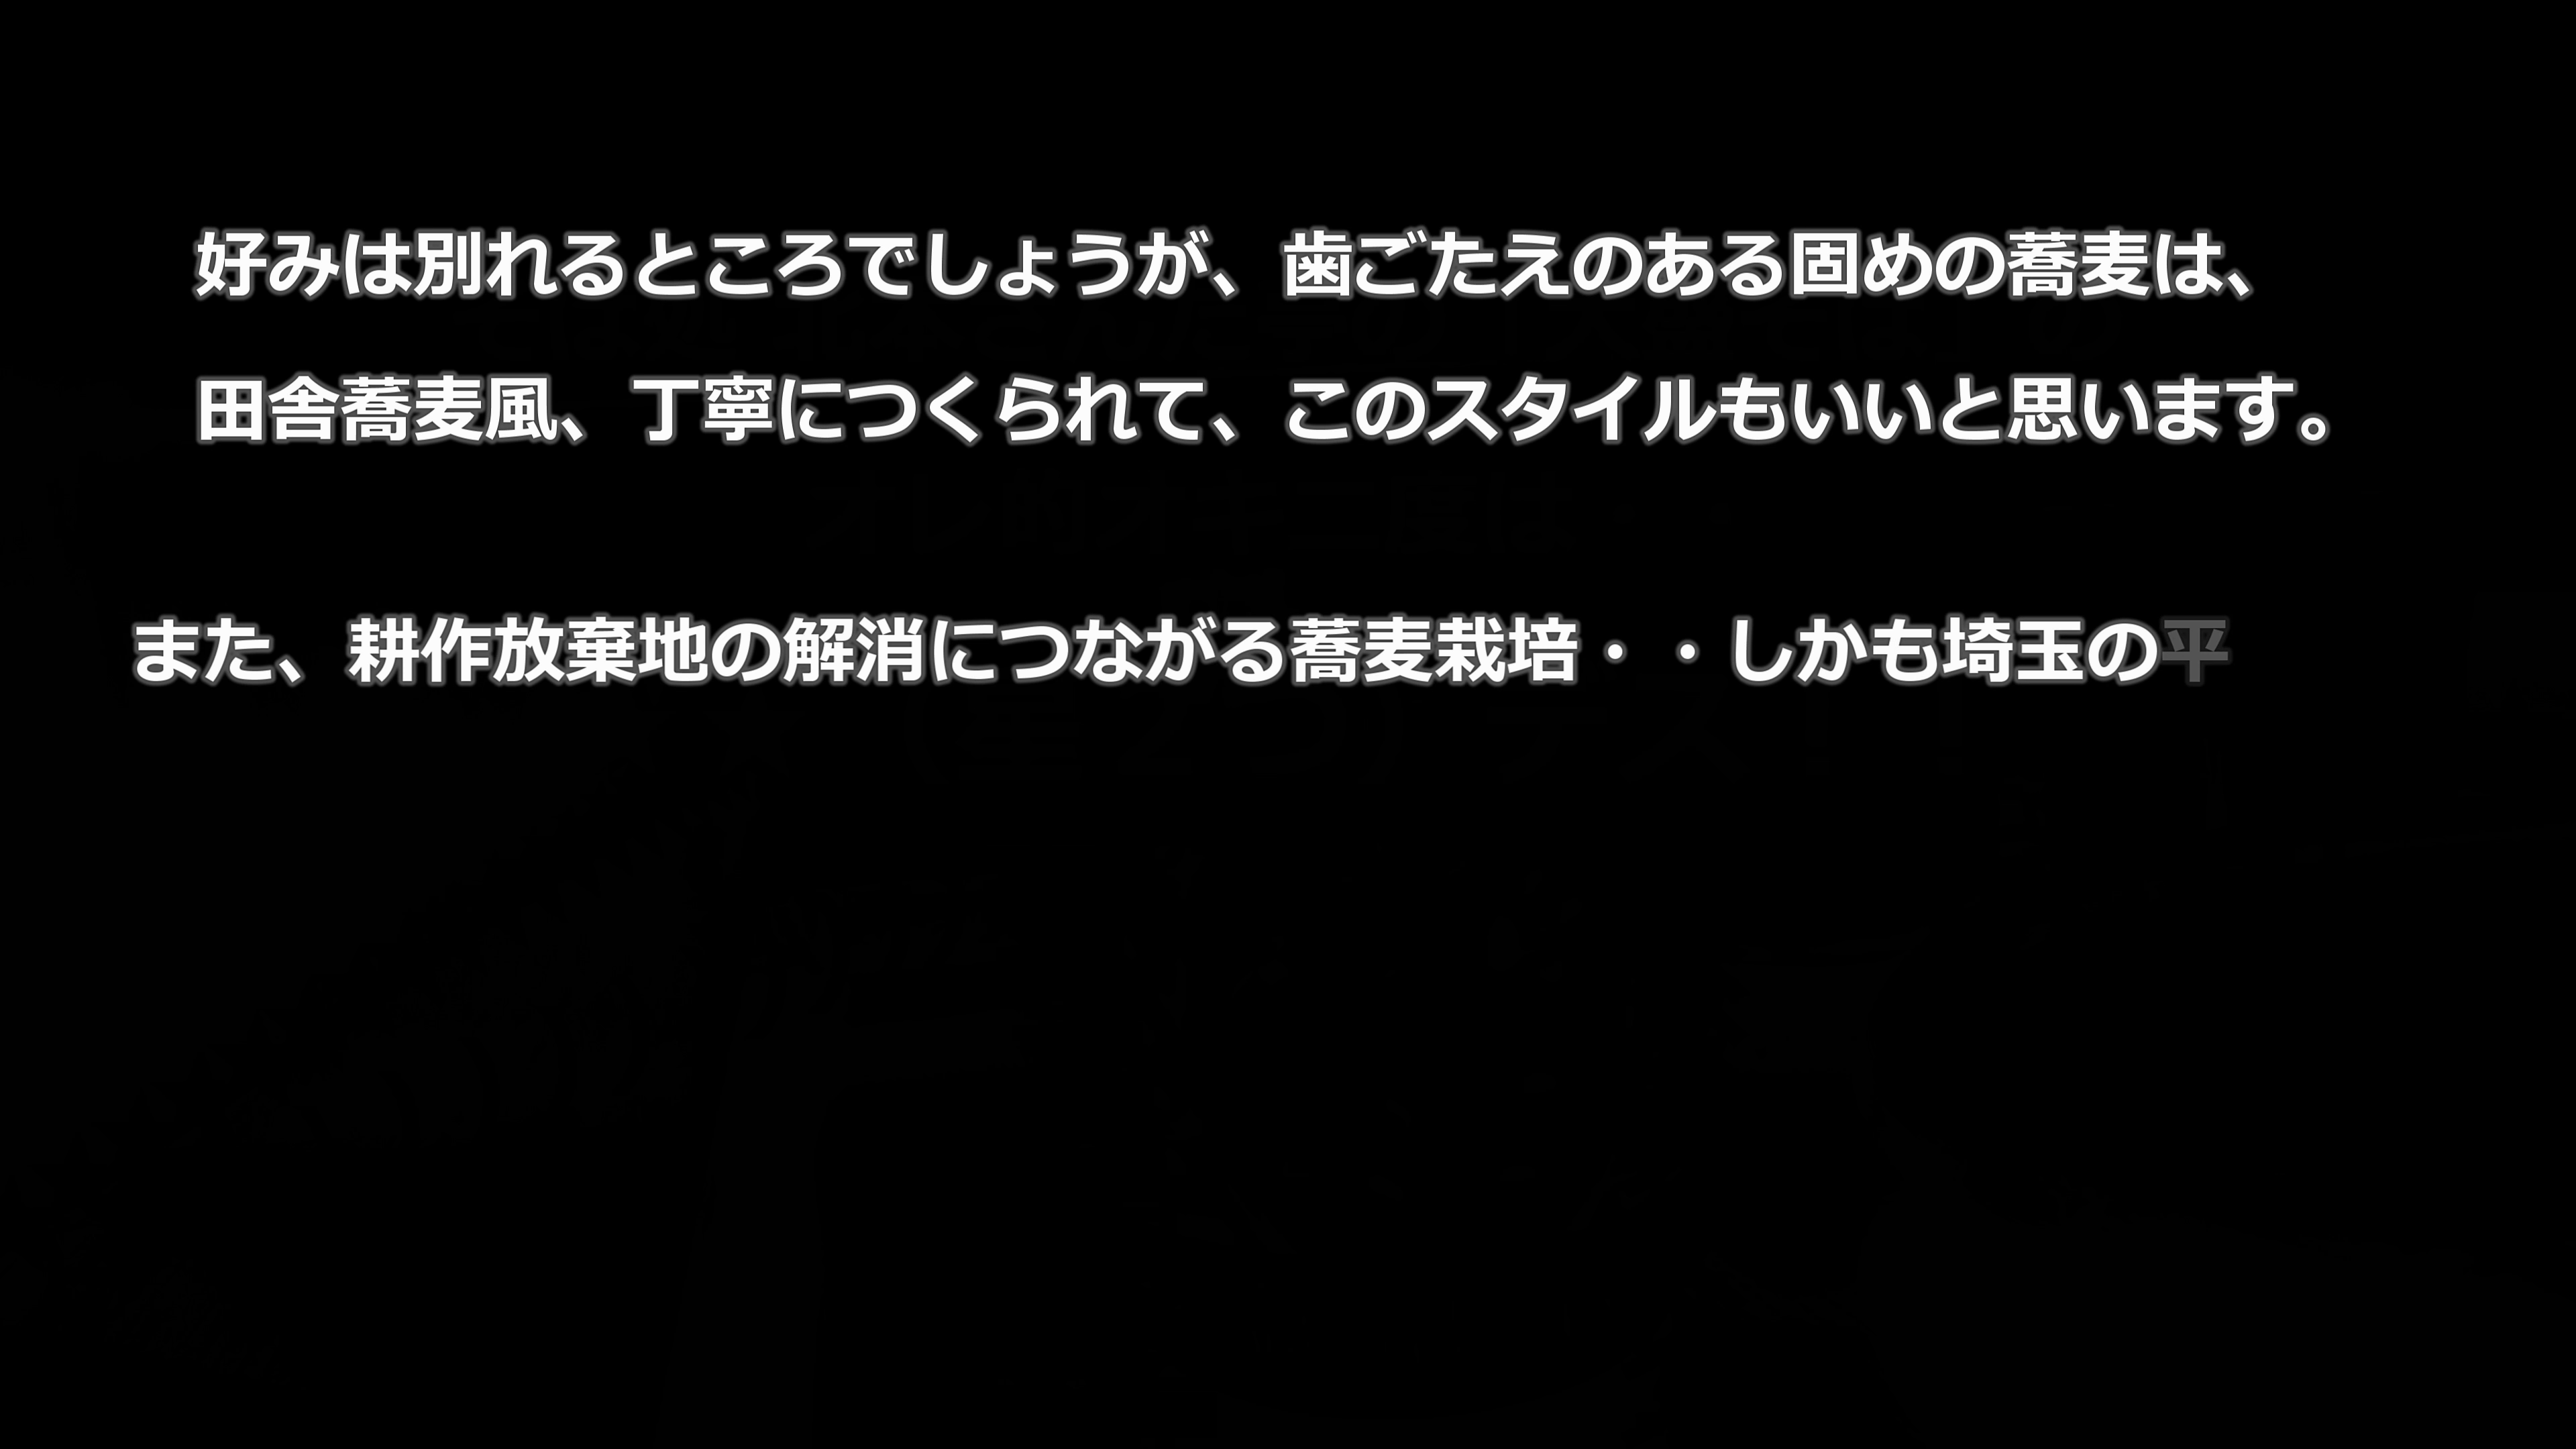 好みは別れるところでしょうが、歯ごたえのある固めの蕎麦は、
田舎蕎麦風、丁寧につくられて、このスタイルもいいと思います。
また、耕作放棄地の解消につながる蕎麦栽培・・しかも埼玉の平